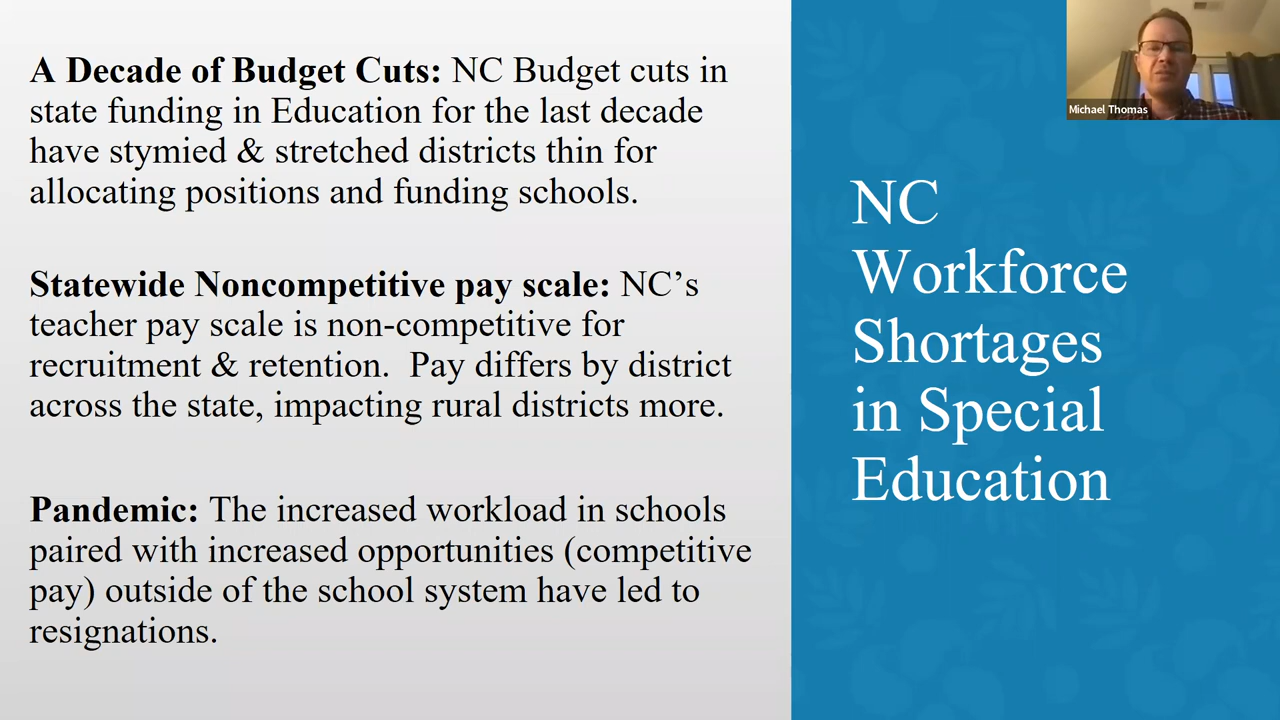 A Decade of Budget Cuts: NC Budget cuts in
state funding in Education for the last decade
have stymied & stretched districts thin for
allocating positions and funding schools.
Statewide Noncompetitive pay scale: NC’s
teacher pay scale is non-competitive for
recruitment & retention.  Pay differs by district
across the state, impacting rural districts more.
Pandemic: The increased workload in schools
paired with increased opportunities (competitive
pay) outside of the school system have led to
resignations.
Michael Thomas
NC
Workforce
Shortages
in Special
Education